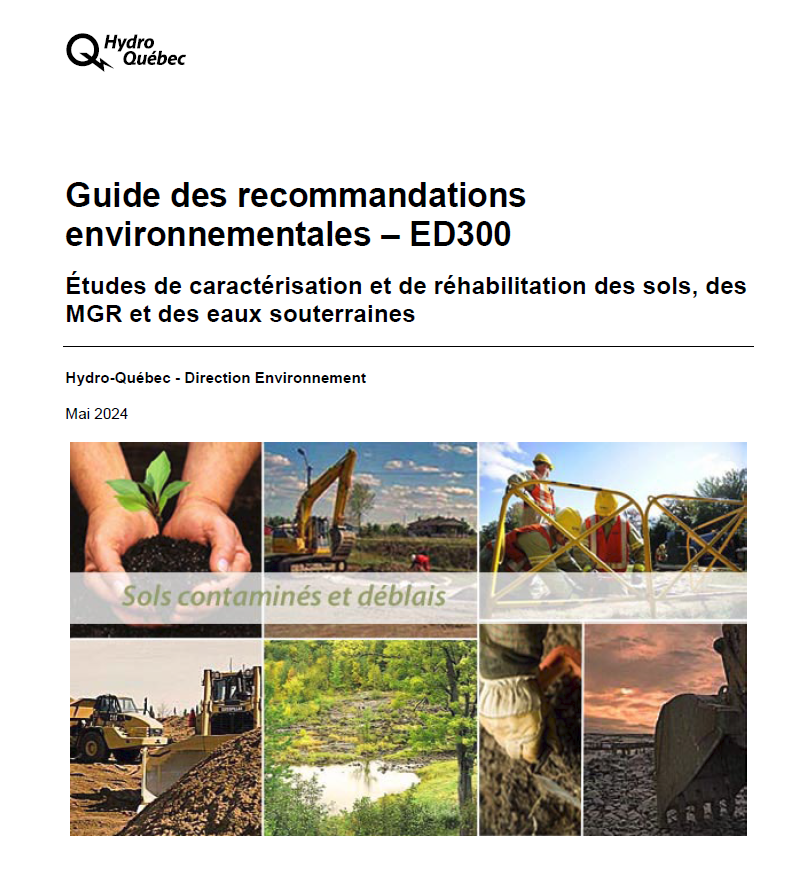 Hydro
Québec
Guide des recommandations
environnementales – ED300
Études de caractérisation et de réhabilitation des sols, des
MGR et des eaux souterraines
Hydro-Québec - Direction Environnement
Mai 2024
Sols contaminés et déblais